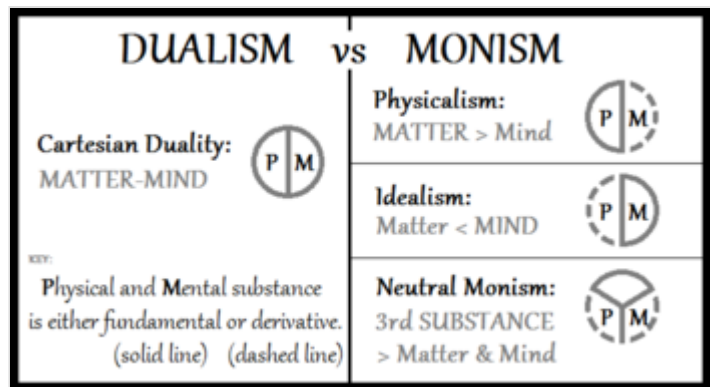 DUALISM vs MONISM
Cartesian Duality:
MATTER-MIND
P M
KEY:
Physical and Mental substance
is either fundamental or derivative.
(solid line) (dashed line)
Physicalism:
MATTER > Mind
P M
Idealism:
Matter < MIND
P M
Neutral Monism:
3rd SUBSTANCE
> Matter & Mind
P M